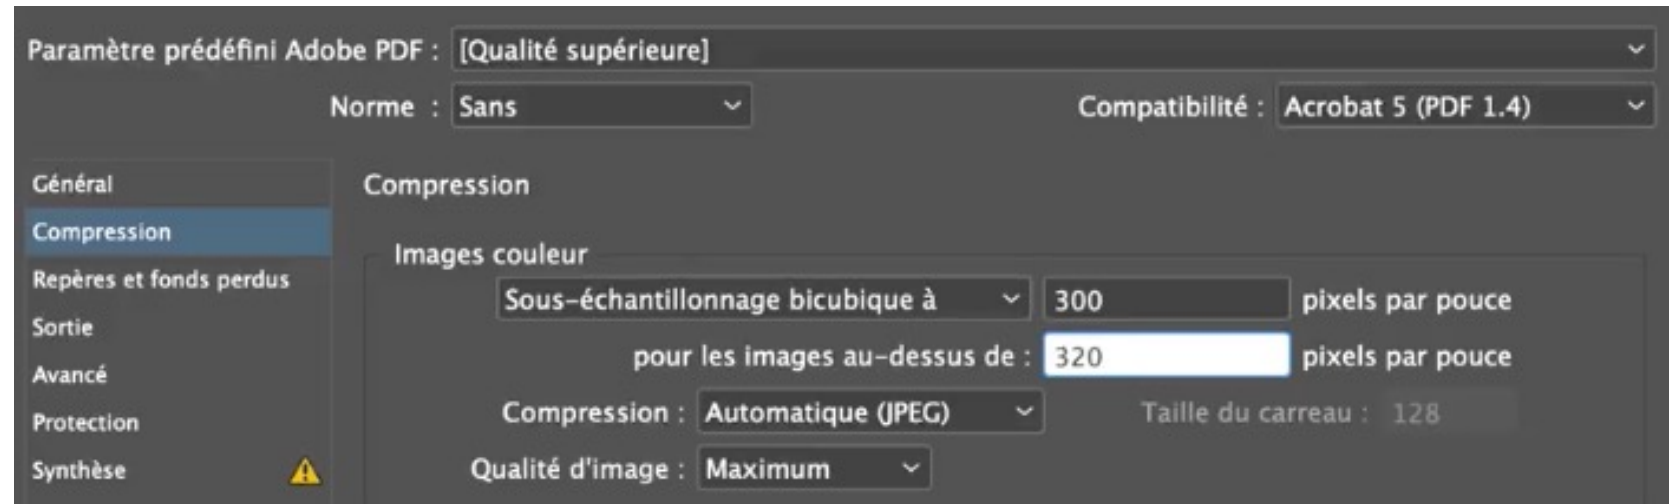 Paramètre prédéfini Adobe PDF : [Qualité supérieure]
Norme : Sans Compatibilité : Acrobat 5 (PDF 1.4)
Général
Compression
Repères et fonds perdus
Sortie
Avancé
Protection
Synthèse
Compression
Images couleur
Sous-échantillonnage bicubique à 300 pixels par pouce
pour les images au-dessus de : 320 pixels par pouce
Compression : Automatique (JPEG) Taille du carreau : 128
Qualité d'image : Maximum